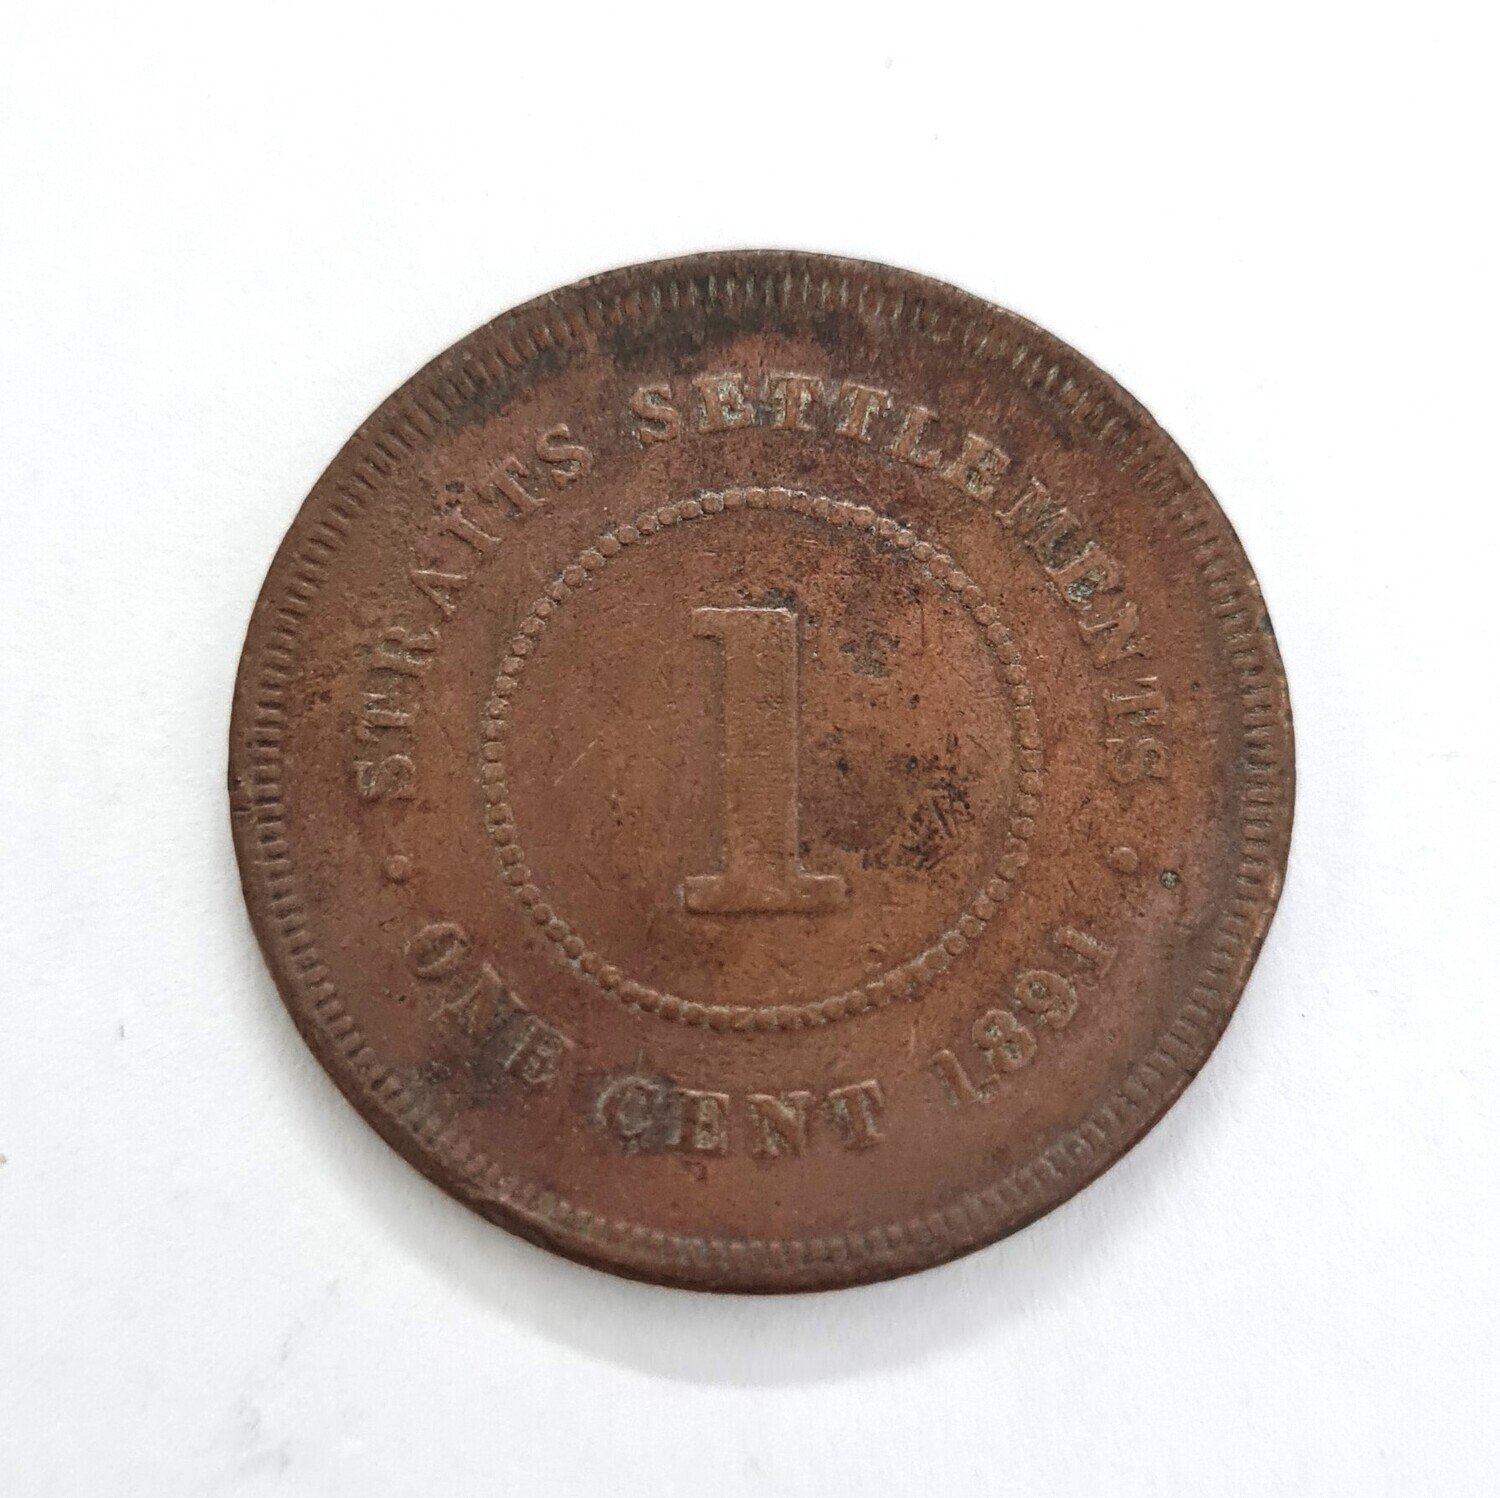 STRAITS SETTLEMENTS
1
ONE CENT 1891